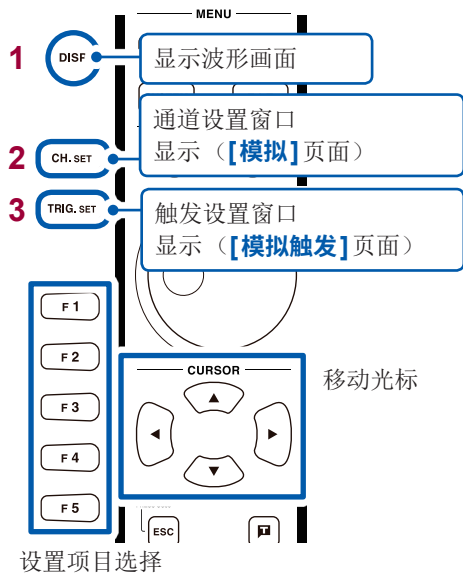 MENU
1 DISP 显示波形画面
通道设置窗口
2 CH. SET 显示（[模拟]页面）
3 TRIG. SET 触发设置窗口
显示（[模拟触发]页面）
F 1
F 2
CURSOR
移动光标
F 3
F 4
F 5
ESC
T
设置项目选择